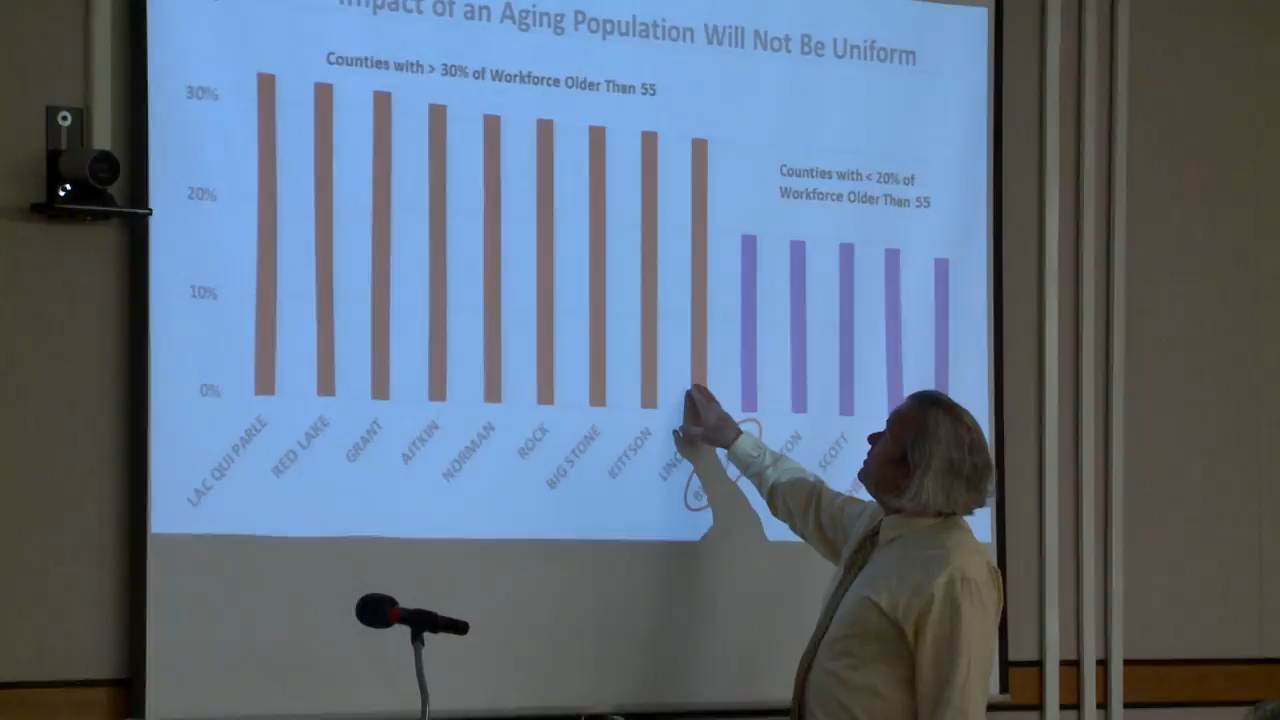 of an Aging Population Will Not Be Uniform
Counties with > 30% of Workforce Older Than 55
Counties with < 20% of
Workforce Older Than 55
30%
20%
10%
0%
LAC QUI PARLE
RED LAKE
GRANT
AITKIN
NORMAN
ROCK
BIG STONE
KITTSON
SCOTT